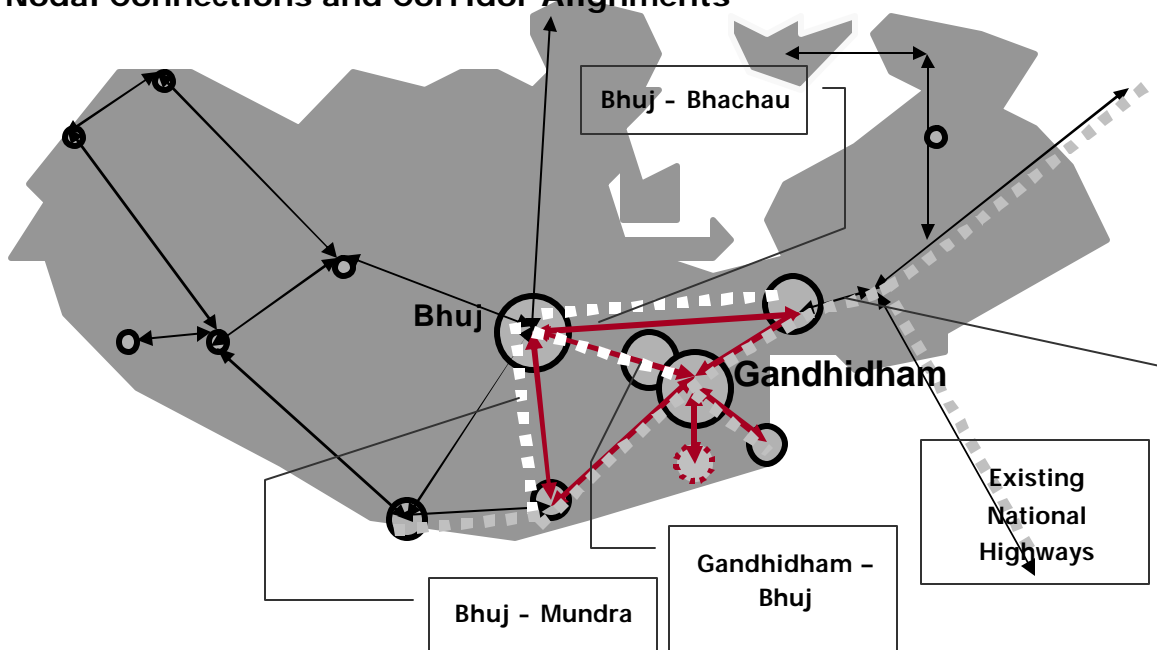 Nodal Connections and Corridor Alignments
Bhuj - Bhachau
Bhuj
Gandhidham
Existing
National
Highways
Gandhidham –
Bhuj
Bhuj - Mundra